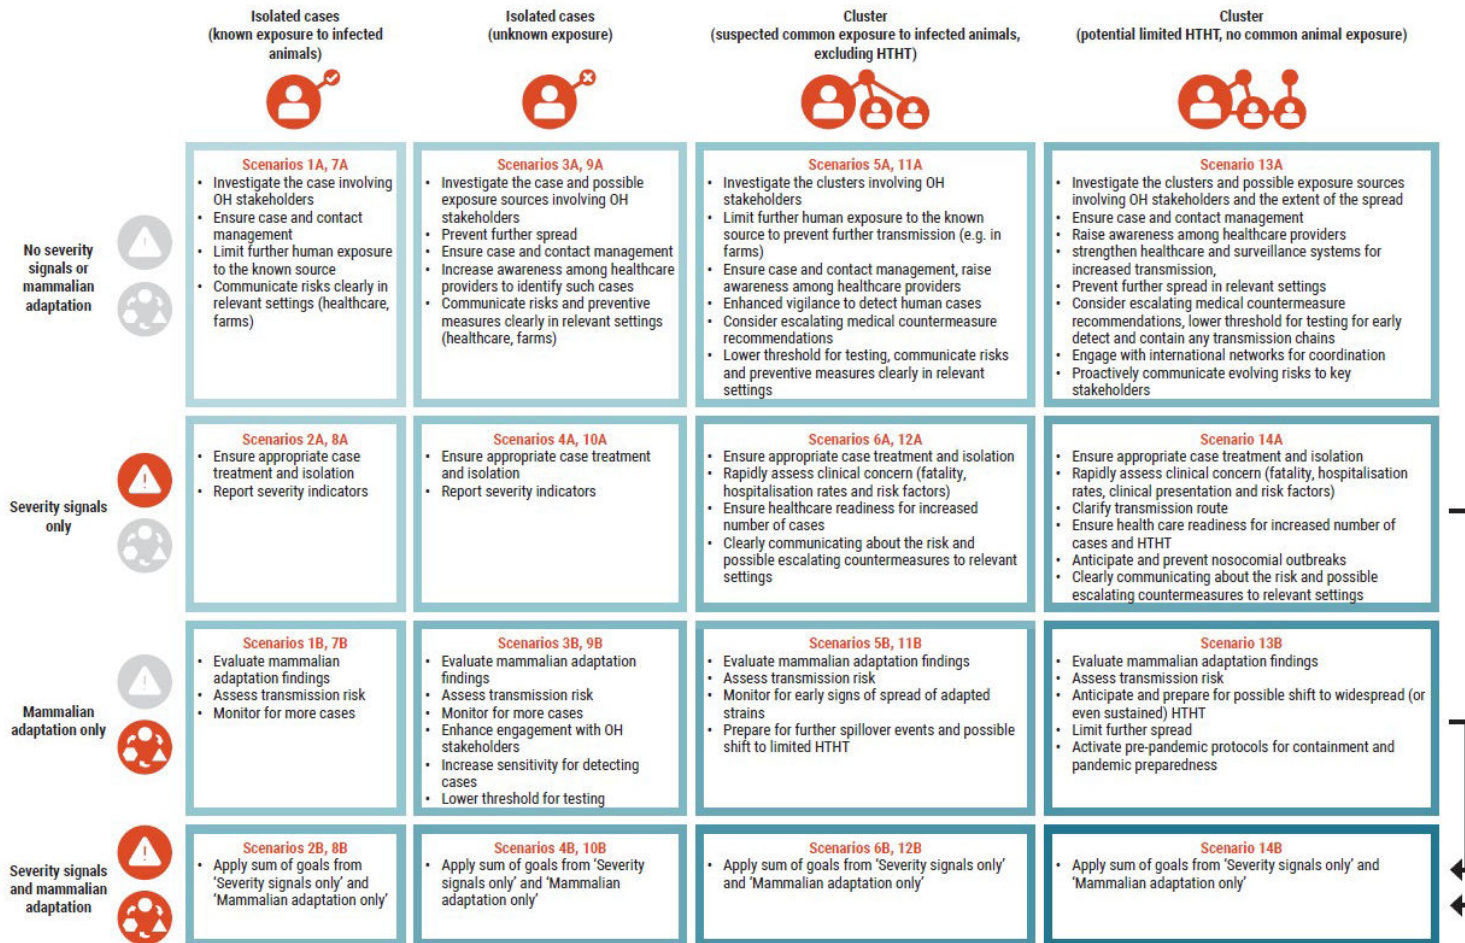 Isolated cases
(known exposure to infected
animals)
Isolated cases
(unknown exposure)
Cluster
(suspected common exposure to infected animals,
excluding HTHT)
Cluster
(potential limited HTHT, no common animal exposure)
No severity
signals or
mammalian
adaptation
Scenarios 1A, 7A
• Investigate the case involving
OH stakeholders
• Ensure case and contact
management
• Limit further human exposure
to the known source
• Communicate risks clearly in
relevant settings (healthcare,
farms)
Scenarios 3A, 9A
• Investigate the case and possible
exposure sources involving OH
stakeholders
• Prevent further spread
• Ensure case and contact management
• Increase awareness among healthcare
providers to identify such cases
• Communicate risks and preventive
measures clearly in relevant settings
(healthcare, farms)
Scenarios 5A, 11A
• Investigate the clusters involving OH
stakeholders
• Limit further human exposure to the known
source to prevent further transmission (e.g. in
farms)
• Ensure case and contact management, raise
awareness among healthcare providers
• Enhanced vigilance to detect human cases
• Consider escalating medical countermeasure
recommendations
• Lower threshold for testing, communicate risks
and preventive measures clearly in relevant
settings
Scenario 13A
• Investigate the clusters and possible exposure sources
involving OH stakeholders and the extent of the spread
• Ensure case and contact management
• Raise awareness among healthcare providers
• strengthen healthcare and surveillance systems for
increased transmission,
• Prevent further spread in relevant settings
• Consider escalating medical countermeasure
recommendations, lower threshold for testing for early
detect and contain any transmission chains
• Engage with international networks for coordination
• Proactively communicate evolving risks to key
stakeholders
Severity signals
only
Scenarios 2A, 8A
• Ensure appropriate case
treatment and isolation
• Report severity indicators
Scenarios 4A, 10A
• Ensure appropriate case treatment
and isolation
• Report severity indicators
Scenarios 6A, 12A
• Ensure appropriate case treatment and isolation
• Rapidly assess clinical concern (fatality,
hospitalisation rates and risk factors)
• Ensure healthcare readiness for increased
number of cases
• Clearly communicating about the risk and
possible escalating countermeasures to relevant
settings
Scenario 14A
• Ensure appropriate case treatment and isolation
• Rapidly assess clinical concern (fatality, hospitalisation
rates, clinical presentation and risk factors)
• Clarify transmission route
• Ensure health care readiness for increased number of
cases and HTHT
• Anticipate and prevent nosocomial outbreaks
• Clearly communicating about the risk and possible
escalating countermeasures to relevant settings
Mammalian
adaptation only
Scenarios 1B, 7B
• Evaluate mammalian
adaptation findings
• Assess transmission risk
• Monitor for more cases
Scenarios 3B, 9B
• Evaluate mammalian adaptation
findings
• Assess transmission risk
• Monitor for more cases
• Enhance engagement with OH
stakeholders
• Increase sensitivity for detecting
cases
• Lower threshold for testing
Scenarios 5B, 11B
• Evaluate mammalian adaptation findings
• Assess transmission risk
• Monitor for early signs of spread of adapted
strains
• Prepare for further spillover events and possible
shift to limited HTHT
Scenario 13B
• Evaluate mammalian adaptation findings
• Assess transmission risk
• Anticipate and prepare for possible shift to widespread (or
even sustained) HTHT
• Limit further spread
• Activate pre-pandemic protocols for containment and
pandemic preparedness
Severity signals
and mammalian
adaptation
Scenarios 2B, 8B
• Apply sum of goals from
‘Severity signals only’ and
‘Mammalian adaptation only’
Scenarios 4B, 10B
• Apply sum of goals from ‘Severity
signals only’ and ‘Mammalian
adaptation only’
Scenarios 6B, 12B
• Apply sum of goals from ‘Severity signals only’
and ‘Mammalian adaptation only’
Scenario 14B
• Apply sum of goals from ‘Severity signals only’ and
‘Mammalian adaptation only’